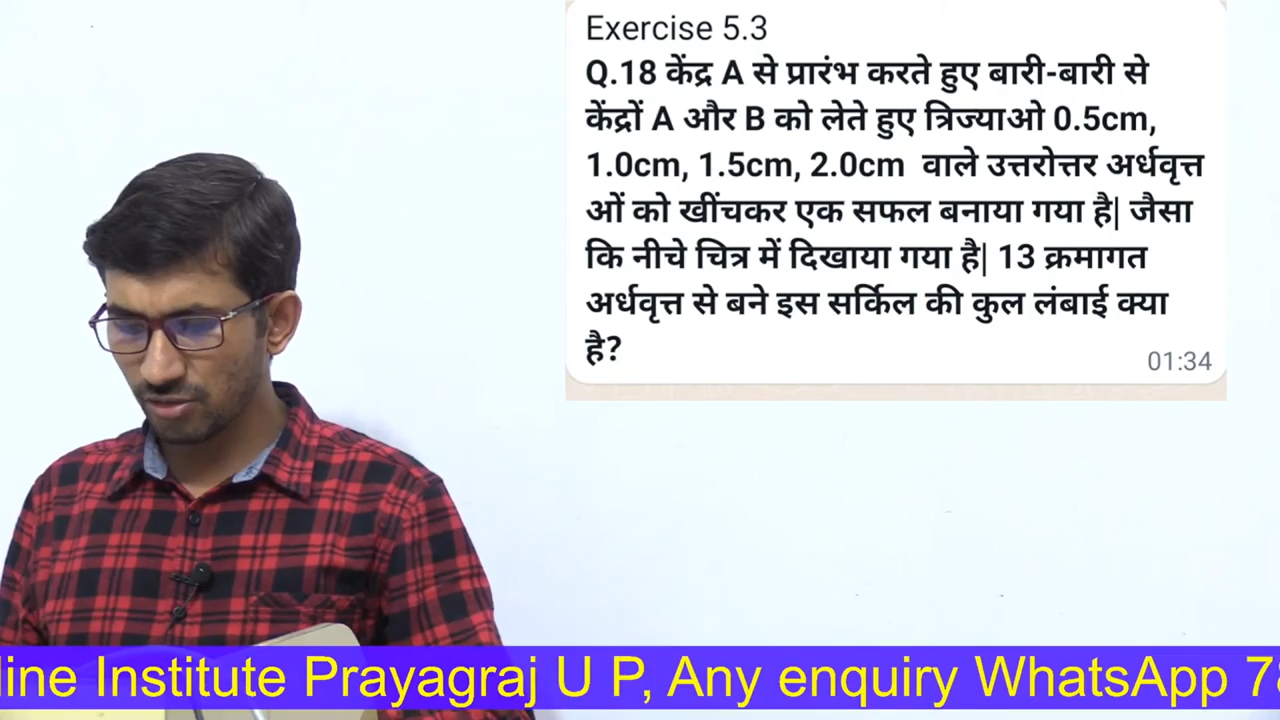 Exercise 5.3
Q.18 केंद्र A से प्रारंभ करते हुए बारी-बारी से
केंद्रों A और B को लेते हुए त्रिज्याओ 0.5cm,
1.0cm, 1.5cm, 2.0cm वाले उत्तरोत्तर अर्धवृत्त
ओं को खींचकर एक सफल बनाया गया है| जैसा
कि नीचे चित्र में दिखाया गया है| 13 क्रमागत
अर्धवृत्त से बने इस सर्किल की कुल लंबाई क्या
है?
01:34
line Institute Prayagraj U P, Any enquiry WhatsApp 7